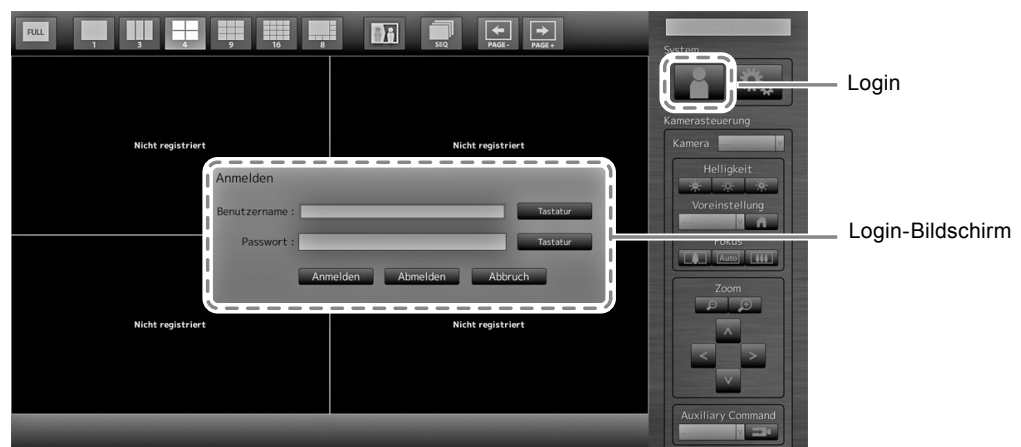 FULL
1
3
4
9
16
8
SEQ
PAGE-
PAGE+
System
Login
Kamerasteuerung
Kamera
Nicht registriert
Nicht registriert
Helligkeit
Anmelden
Voreinstellung
Benutzername :
Tastatur
Login-Bildschirm
Passwort :
Tastatur
Fokus
Auto
Anmelden
Abmelden
Abbruch
Zoom
Nicht registriert
Nicht registriert
Auxiliary Command